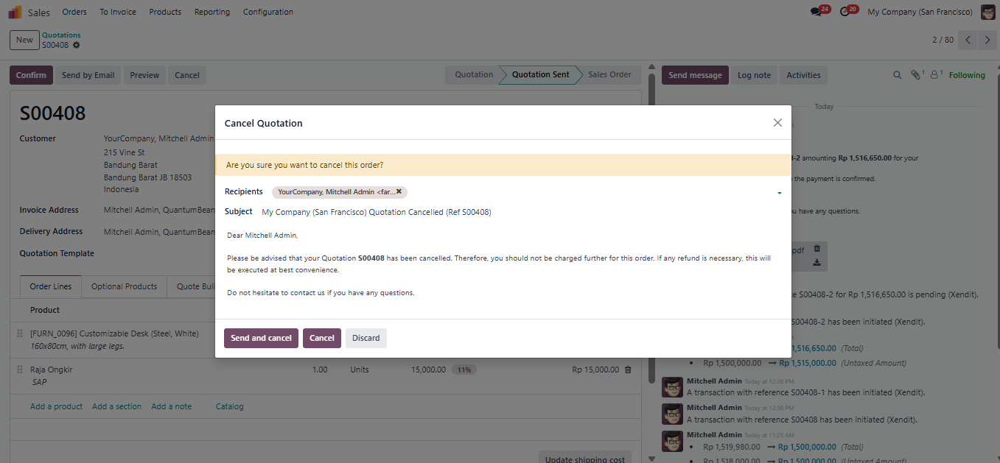 Sales Orders To Invoice Products Reporting Configuration 24 20 My Company (San Francisco)
New Quotations
S00408 2 / 80
Confirm Send by Email Preview Cancel Quotation Quotation Sent Sales Order Send message Log note Activities 1 1 Following
Today
S00408
Customer YourCompany, Mitchell Admin
215 Vine St
Bandung Barat
Bandung Barat JB 18503
Indonesia
Invoice Address Mitchell Admin, QuantumBean
Delivery Address Mitchell Admin, QuantumBean
Quotation Template
Order Lines Optional Products Quote Buil
Product
[FURN_0096] Customizable Desk (Steel, White)
160x80cm, with large legs.
Raja Ongkir 1.00 Units 15,000.00 11% Rp 15,000.00
SAP
Add a product Add a section Add a note Catalog
Update shipping cost
Cancel Quotation
Are you sure you want to cancel this order?
Recipients YourCompany, Mitchell Admin <far...
Subject My Company (San Francisco) Quotation Cancelled (Ref S00408)
Dear Mitchell Admin,
Please be advised that your Quotation S00408 has been cancelled. Therefore, you should not be charged further for this order. If any refund is necessary, this will
be executed at best convenience.
Do not hesitate to contact us if you have any questions.
Send and cancel Cancel Discard
-2 amounting Rp 1,516,650.00 for your
the payment is confirmed.
have any questions.
pdf
S00408-2 for Rp 1,516,650.00 is pending (Xendit).
S00408-2 has been initiated (Xendit).
1,516,650.00 (Total)
Rp 1,500,000.00 → Rp 1,515,000.00 (Untaxed Amount)
Mitchell Admin Today at 12:38 PM
A transaction with reference S00408-1 has been initiated (Xendit).
Mitchell Admin Today at 12:38 PM
A transaction with reference S00408 has been initiated (Xendit).
Mitchell Admin Today at 11:25 AM
Rp 1,519,980.00 → Rp 1,500,000.00 (Total)
Rp 1,518,000.00 → Rp 1,500,000.00 (Untaxed Amount)